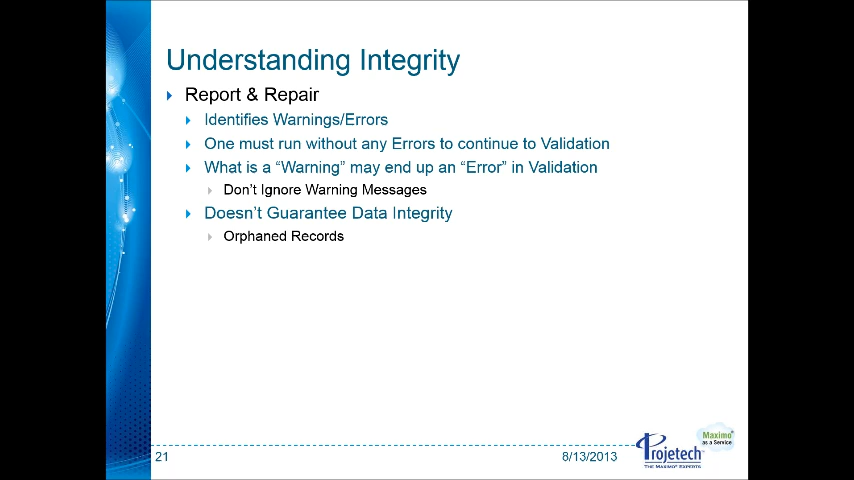 Understanding Integrity
Report & Repair
Identifies Warnings/Errors
One must run without any Errors to continue to Validation
What is a “Warning” may end up an “Error” in Validation
Don’t Ignore Warning Messages
Doesn’t Guarantee Data Integrity
Orphaned Records
21
8/13/2013
Projetech
THE MAXIMO® EXPERTS
Maximo®
as a Service